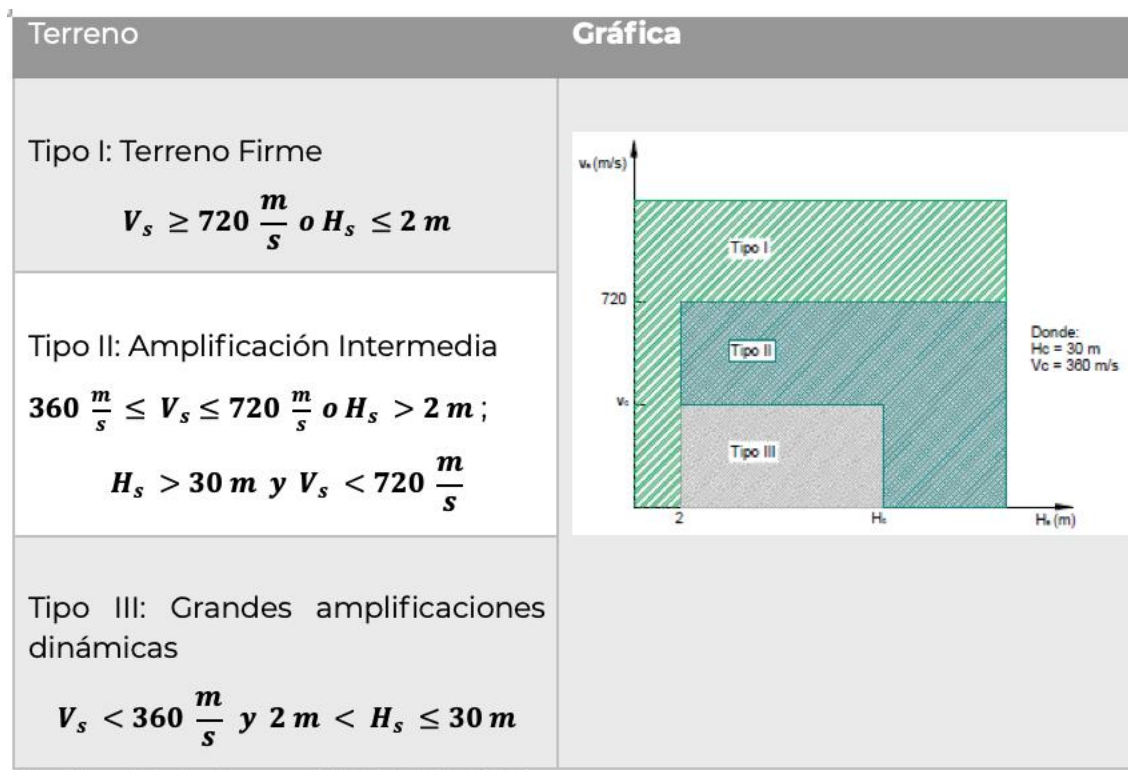 Terreno
Gráfica
Tipo I: Terreno Firme
V_s ≥ 720 m/s o H_s ≤ 2 m
Tipo II: Amplificación Intermedia
360 m/s ≤ V_s ≤ 720 m/s o H_s > 2 m ;
H_s > 30 m y V_s < 720 m/s
Tipo III: Grandes amplificaciones
dinámicas
V_s < 360 m/s y 2 m < H_s ≤ 30 m
vₛ (m/s)
Tipo I
720
Tipo II
Donde:
Hc = 30 m
Vc = 360 m/s
Vc
Tipo III
2
Hc
Hₛ (m)